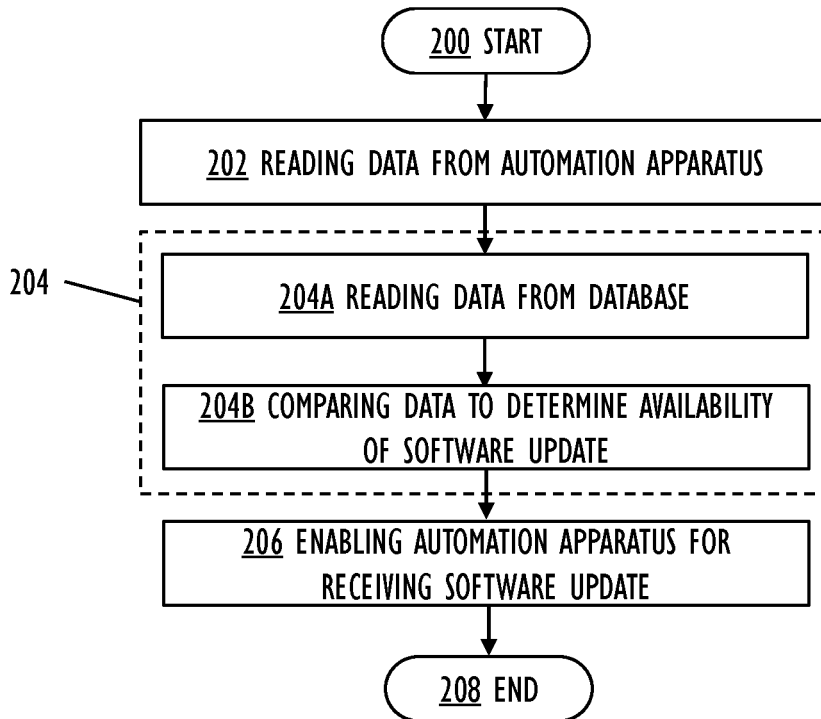 200 START
202 READING DATA FROM AUTOMATION APPARATUS
204
204A READING DATA FROM DATABASE
204B COMPARING DATA TO DETERMINE AVAILABILITY
OF SOFTWARE UPDATE
206 ENABLING AUTOMATION APPARATUS FOR
RECEIVING SOFTWARE UPDATE
208 END